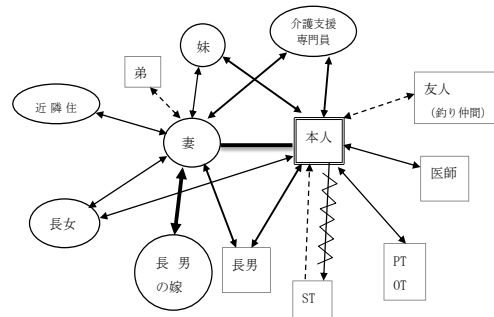 介護支援
専門員
妹
弟
友人
(釣り仲間)
近隣住
妻
本人
医師
長女
長男
の嫁
長男
PT
OT
ST